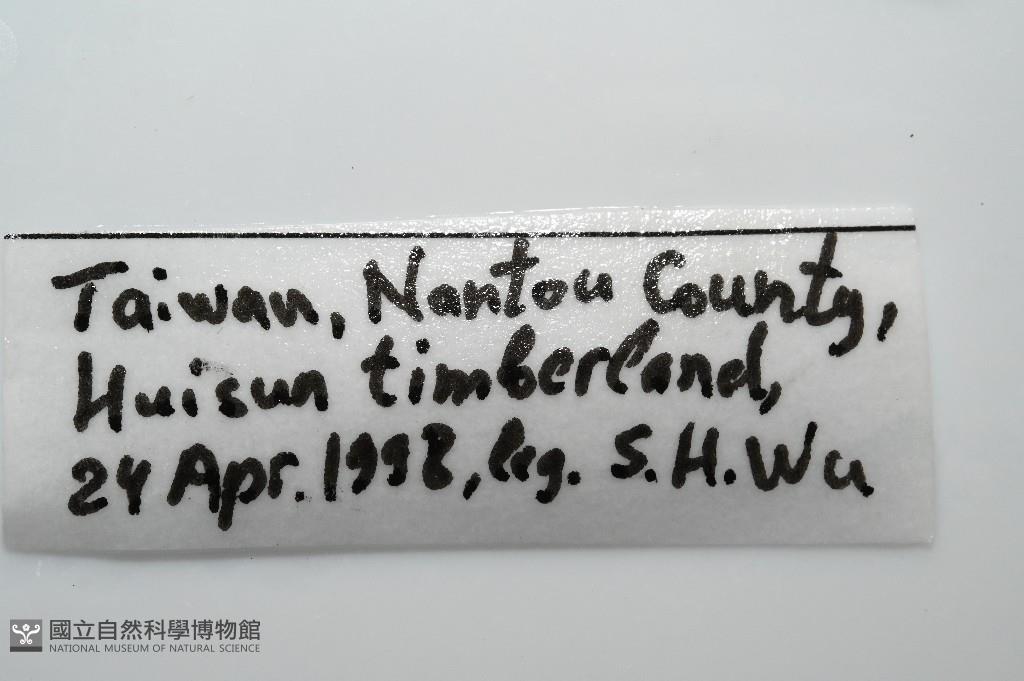 Taiwan, Nantou County,
Huisun timberland,
24 Apr. 1998, leg. S. H. Wu
國立自然科學博物館
NATIONAL MUSEUM OF NATURAL SCIENCE